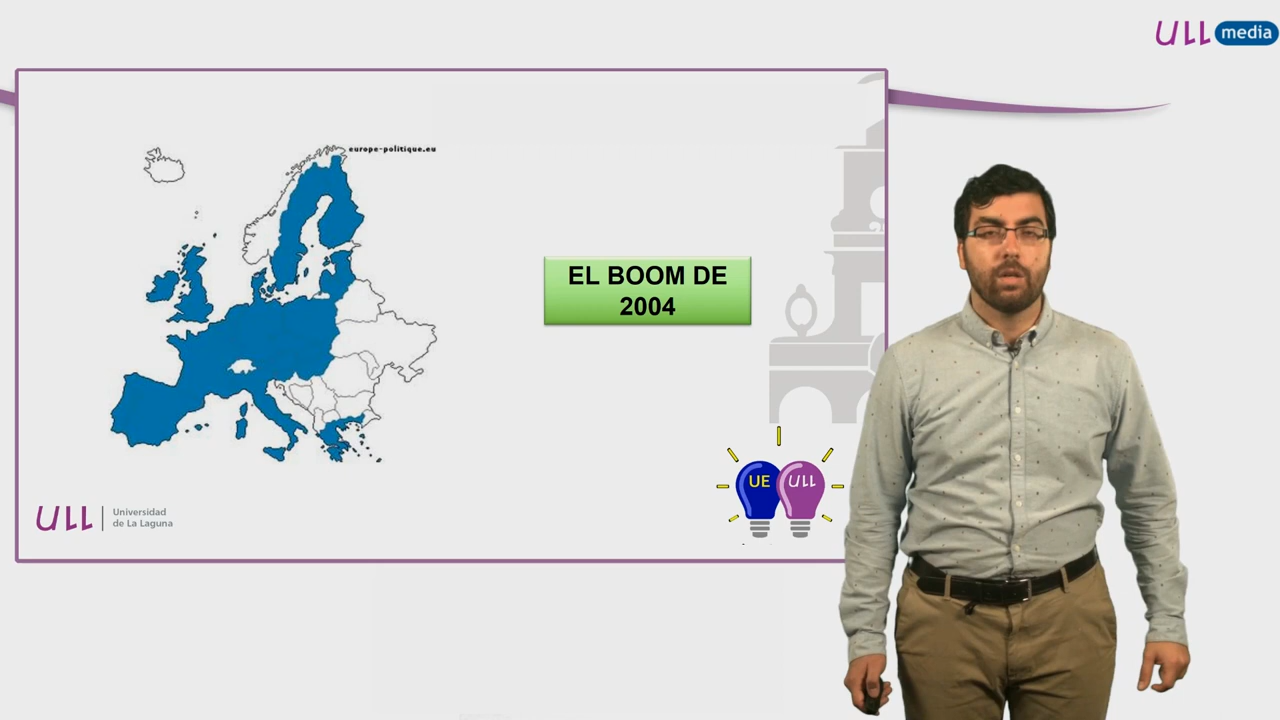 ULL media
europe-politique.eu
EL BOOM DE
2004
UE
ULL
ULL
Universidad
de La Laguna